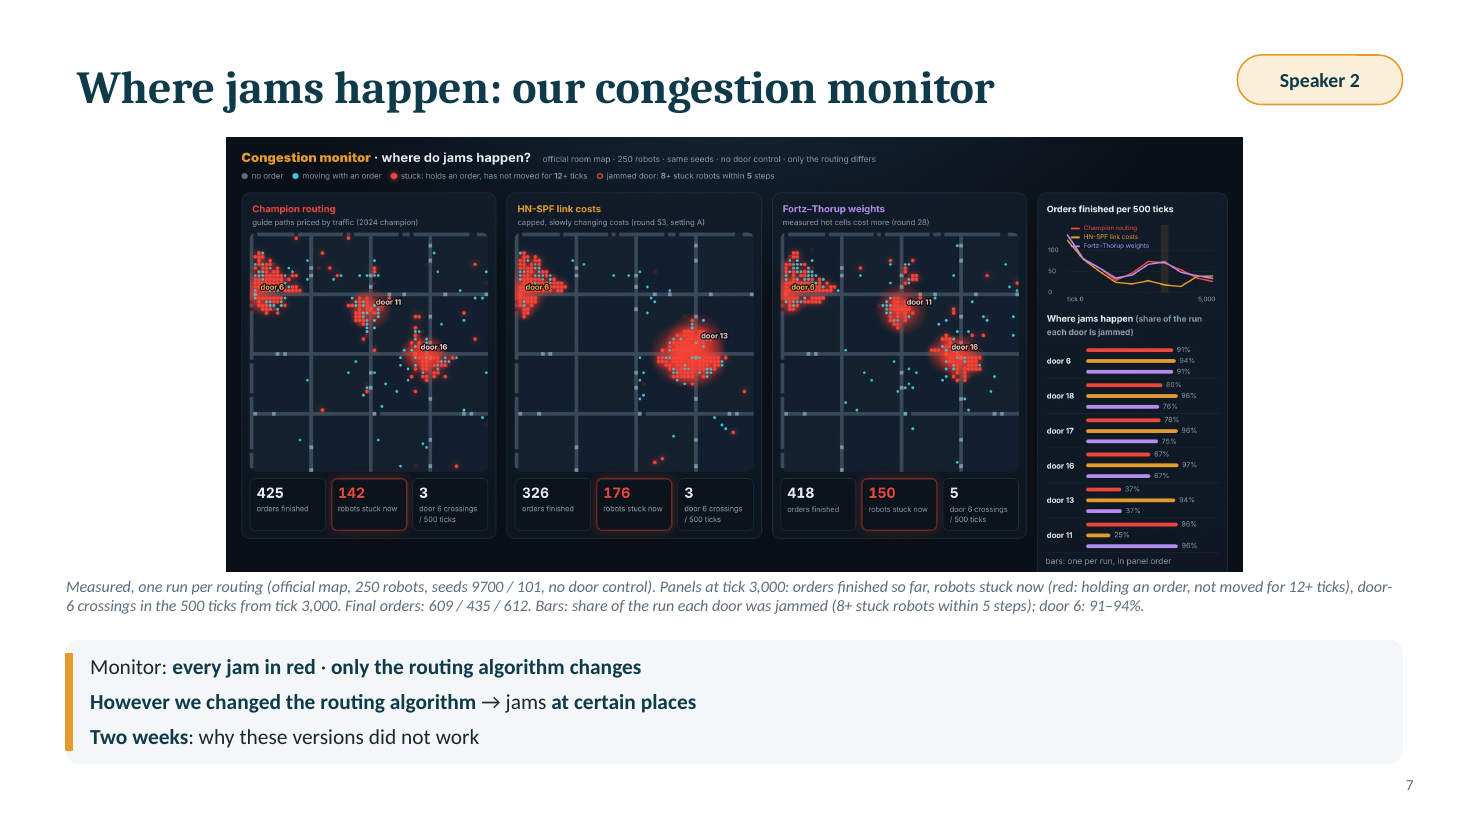 Where jams happen: our congestion monitor
Speaker 2
Congestion monitor · where do jams happen? official room map · 250 robots · same seeds · no door control · only the routing differs
no order moving with an order stuck: holds an order, has not moved for 12+ ticks jammed door: 8+ stuck robots within 5 steps
Champion routing
guide paths priced by traffic (2024 champion)
door 6
door 11
door 16
425
orders finished
142
robots stuck now
3
door 6 crossings
/ 500 ticks
HN-SPF link costs
capped, slowly changing costs (round 53, setting A)
door 6
door 13
326
orders finished
176
robots stuck now
3
door 6 crossings
/ 500 ticks
Fortz–Thorup weights
measured hot cells cost more (round 28)
door 6
door 11
door 16
418
orders finished
150
robots stuck now
5
door 6 crossings
/ 500 ticks
Orders finished per 500 ticks
Champion routing
HN-SPF link costs
Fortz–Thorup weights
100
50
0
tick 0 5,000
Where jams happen (share of the run
each door is jammed)
door 6 91% 94% 91%
door 18 80% 96% 76%
door 17 78% 96% 75%
door 16 67% 97% 67%
door 13 37% 94% 37%
door 11 96% 25% 96%
bars: one per run, in panel order
Measured, one run per routing (official map, 250 robots, seeds 9700 / 101, no door control). Panels at tick 3,000: orders finished so far, robots stuck now (red: holding an order, not moved for 12+ ticks), door-
6 crossings in the 500 ticks from tick 3,000. Final orders: 609 / 435 / 612. Bars: share of the run each door was jammed (8+ stuck robots within 5 steps); door 6: 91–94%.
Monitor: every jam in red · only the routing algorithm changes
However we changed the routing algorithm → jams at certain places
Two weeks: why these versions did not work
7